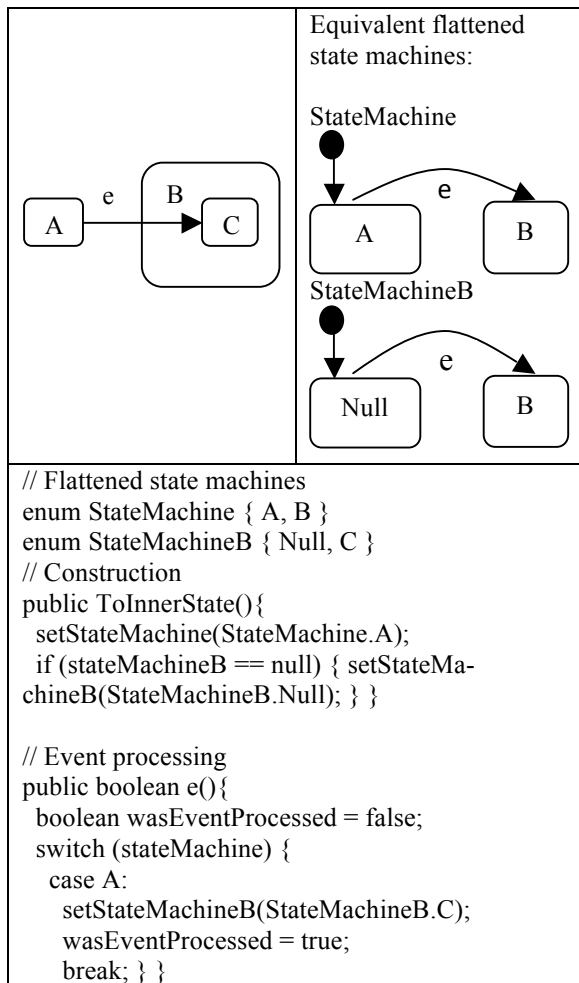 e
B
A
C
Equivalent flattened
state machines:
StateMachine
e
A
B
StateMachineB
e
Null
B
// Flattened state machines
enum StateMachine { A, B }
enum StateMachineB { Null, C }
// Construction
public ToInnerState(){
setStateMachine(StateMachine.A);
if (stateMachineB == null) { setStateMa-
chineB(StateMachineB.Null); } }
// Event processing
public boolean e(){
boolean wasEventProcessed = false;
switch (stateMachine) {
case A:
setStateMachineB(StateMachineB.C);
wasEventProcessed = true;
break; } }